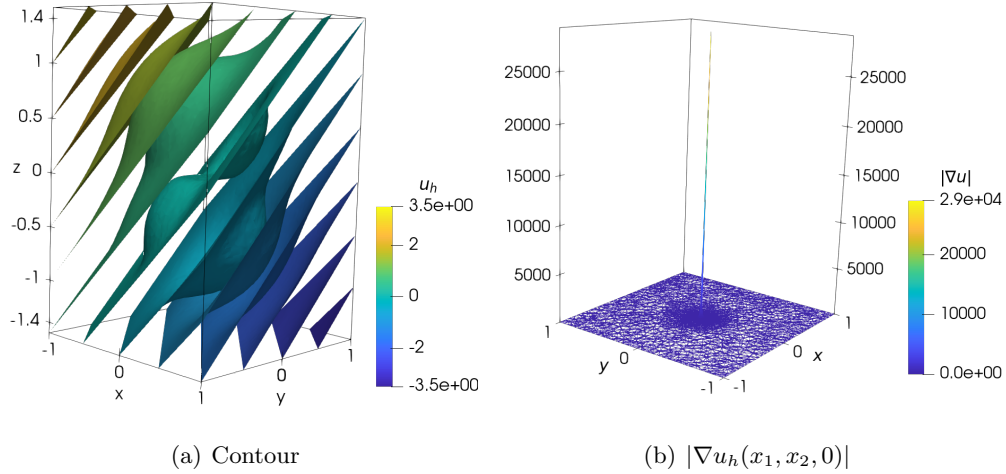 1.4
1
0.5
z 0
-0.5
-1
-1.4
-1
0
x
1
y
0
1
u_h
3.5e+00
2
0
-2
-3.5e+00
25000
20000
15000
10000
5000
25000
20000
15000
10000
5000
1
y
0
-1
-1
0
x
1
|∇u|
2.9e+04
20000
10000
0.0e+00
(a) Contour
(b) |∇u_h(x_1, x_2, 0)|